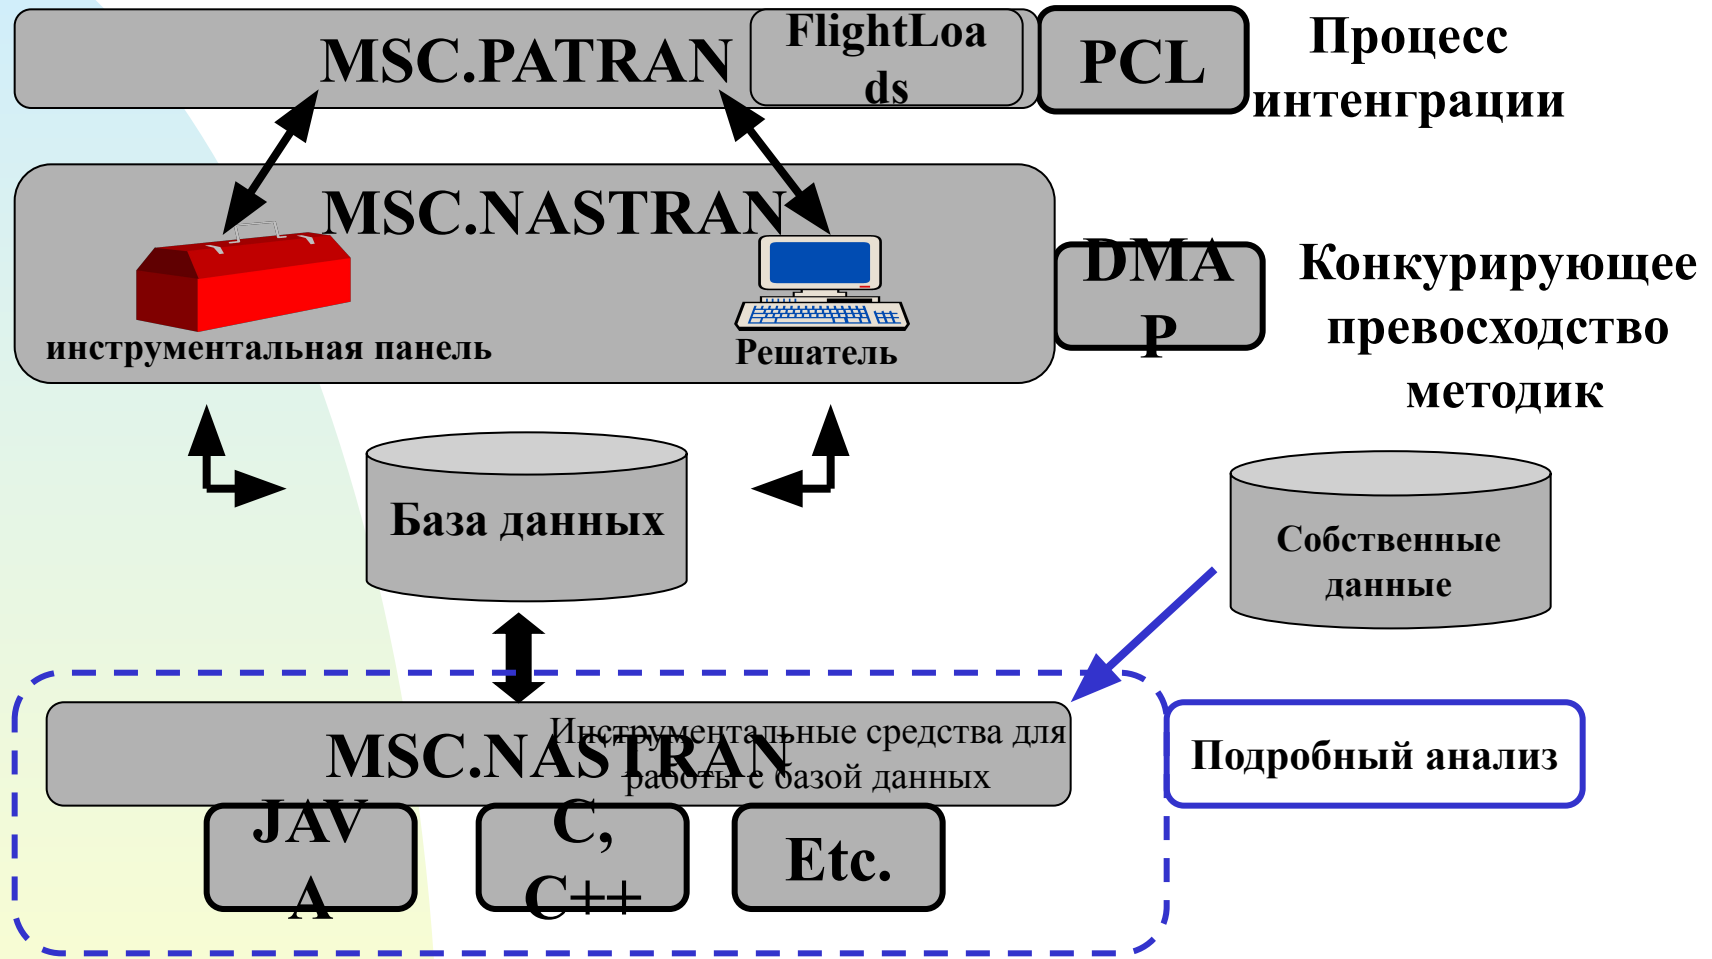 MSC.PATRAN
FlightLoa
ds
PCL
Процесс
интенграции
MSC.NASTRAN
инструментальная панель
Решатель
DMA
P
Конкурирующее
превосходство
методик
База данных
Собственные
данные
MSC.NASTRAN
Инструментальные средства для
работы с базой данных
Подробный анализ
JAV
A
C,
C++
Etc.